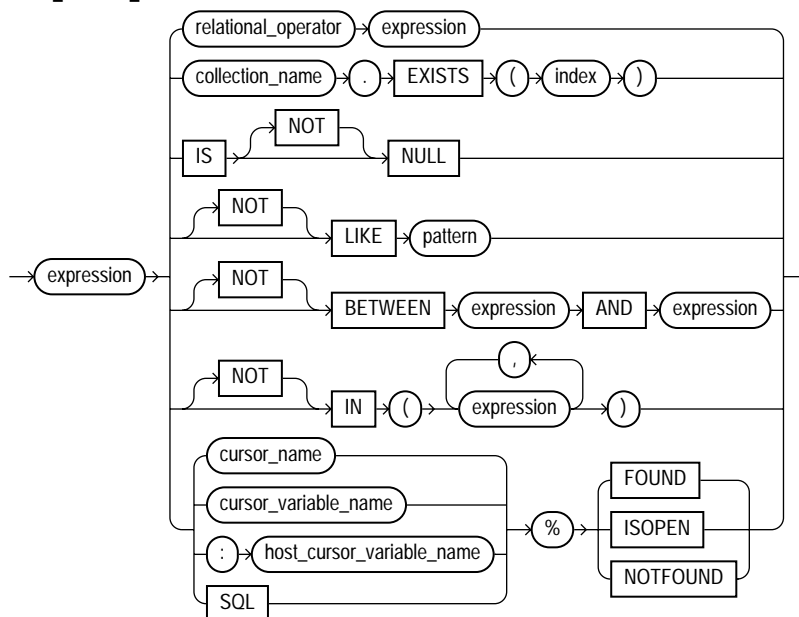 relational_operator expression
collection_name . EXISTS ( index )
NOT
IS NULL
NOT
LIKE pattern
expression
NOT
BETWEEN expression AND expression
,
NOT
IN ( expression )
cursor_name
FOUND
cursor_variable_name
% ISOPEN
: host_cursor_variable_name
NOTFOUND
SQL